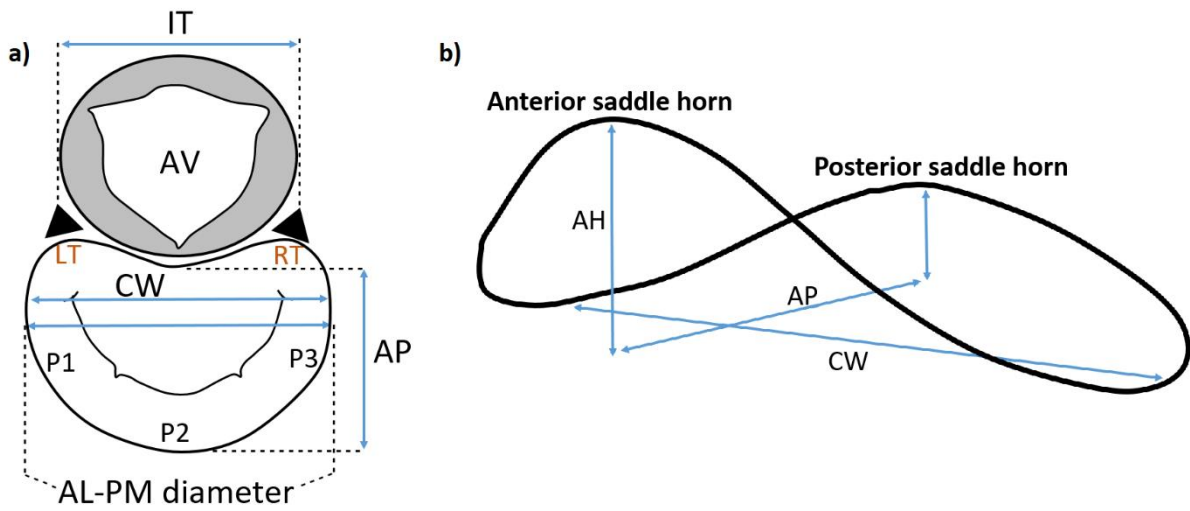 a)
IT
AV
LT
RT
CW
AP
P1
P3
P2
AL-PM diameter
b)
Anterior saddle horn
Posterior saddle horn
AH
AP
CW